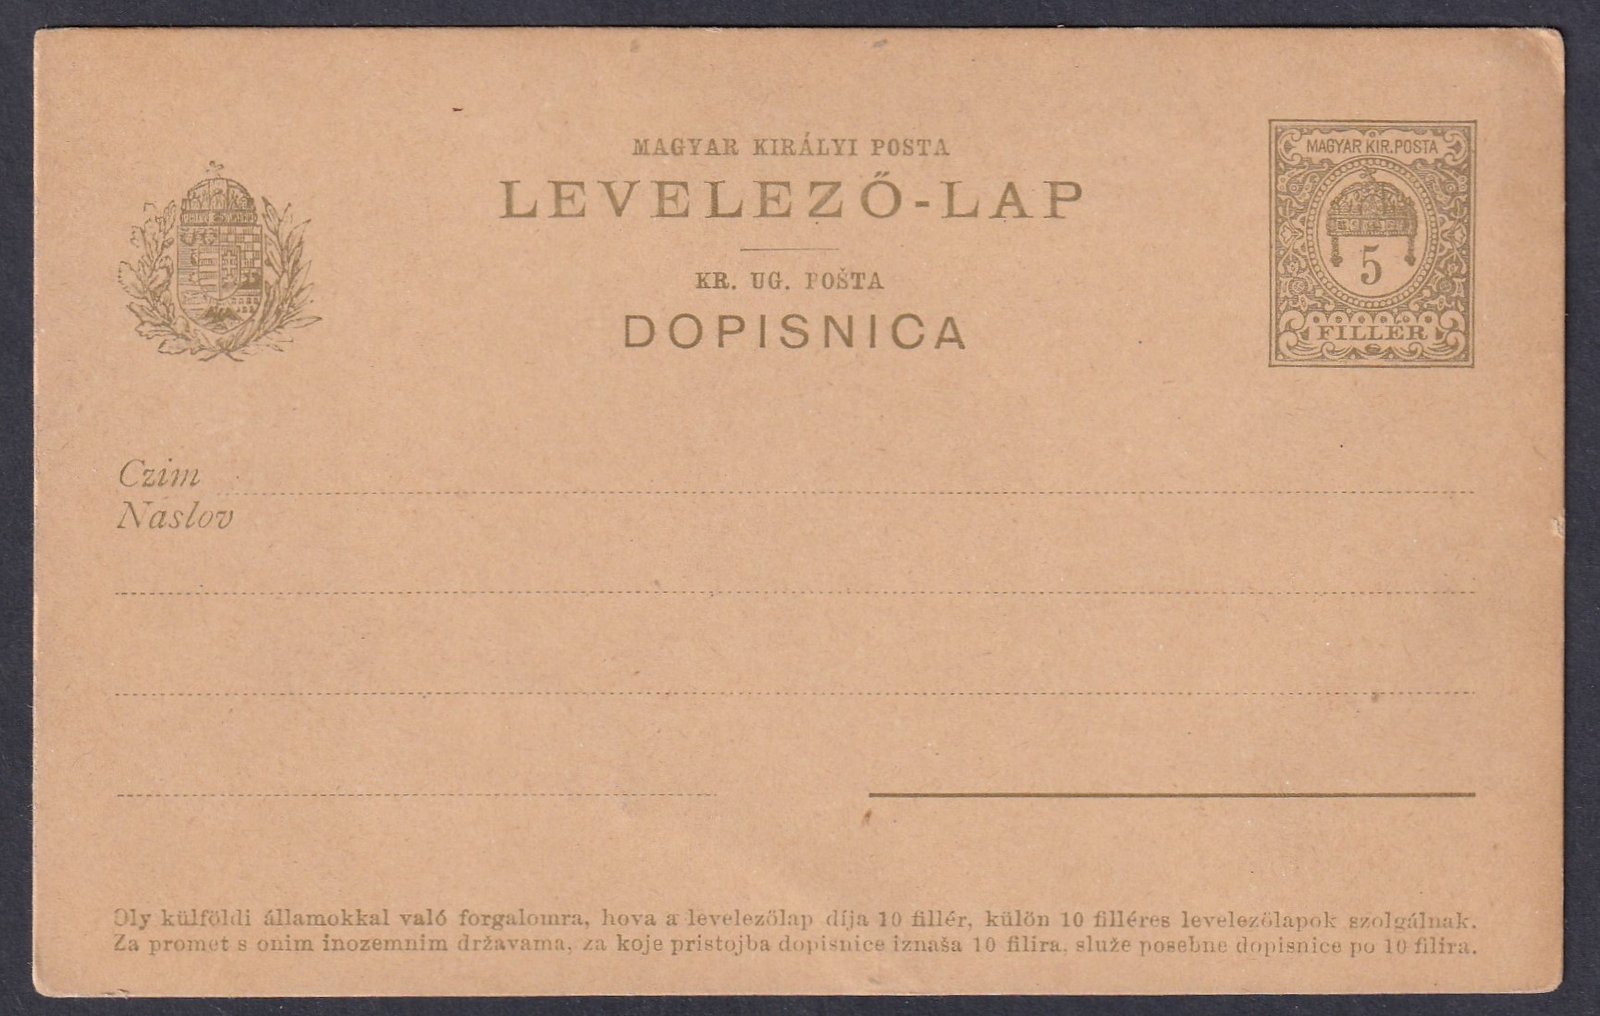 MAGYAR KIRÁLYI POSTA
LEVELEZŐ-LAP
KR. UG. POŠTA
DOPISNICA
MAGYAR KIR. POSTA
5
FILLÉR
Czim
Naslov
Oly külföldi államokkal való forgalomra, hova a levelezőlap díja 10 fillér, külön 10 filléres levelezőlapok szolgálnak.
Za promet s onim inozemnim državama, za koje pristojba dopisnice iznaša 10 filira, služe posebne dopisnice po 10 filira.